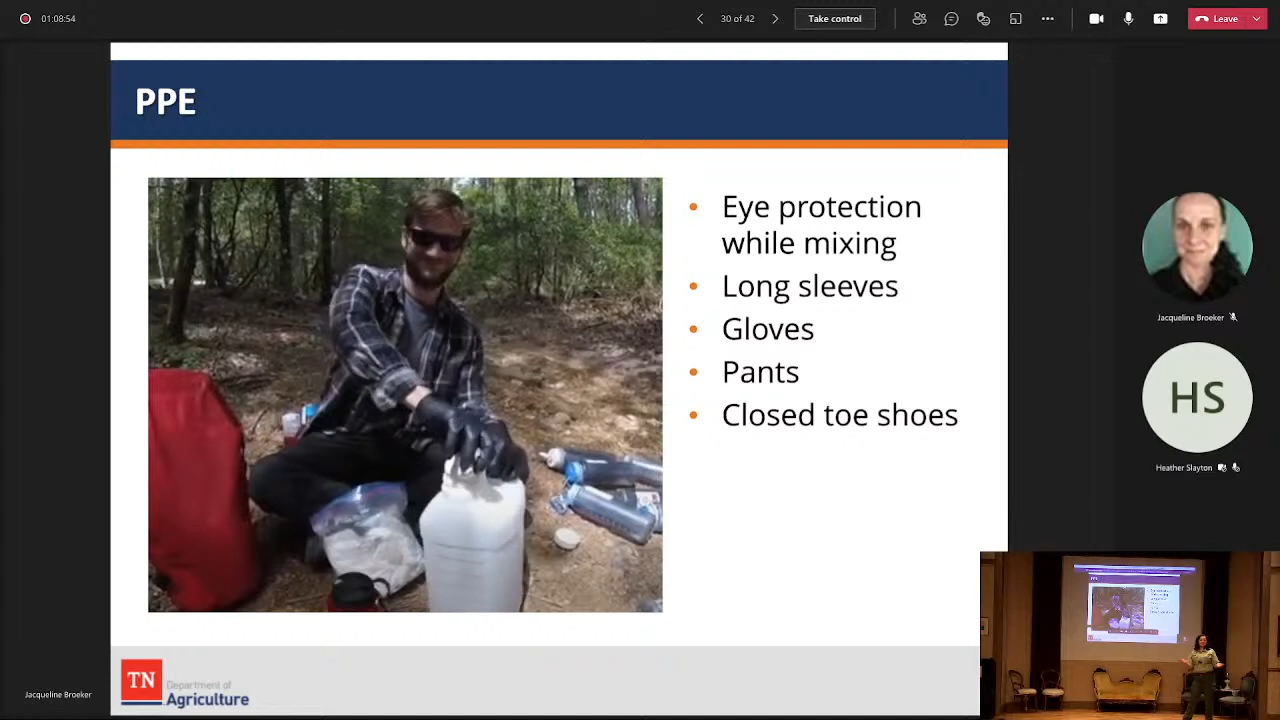 01:08:54
30 of 42
Take control
Leave
PPE
Eye protection
while mixing
Long sleeves
Gloves
Pants
Closed toe shoes
Jacqueline Broeker
HS
Heather Slayton
TN
Department of
Agriculture
Jacqueline Broeker
PPE